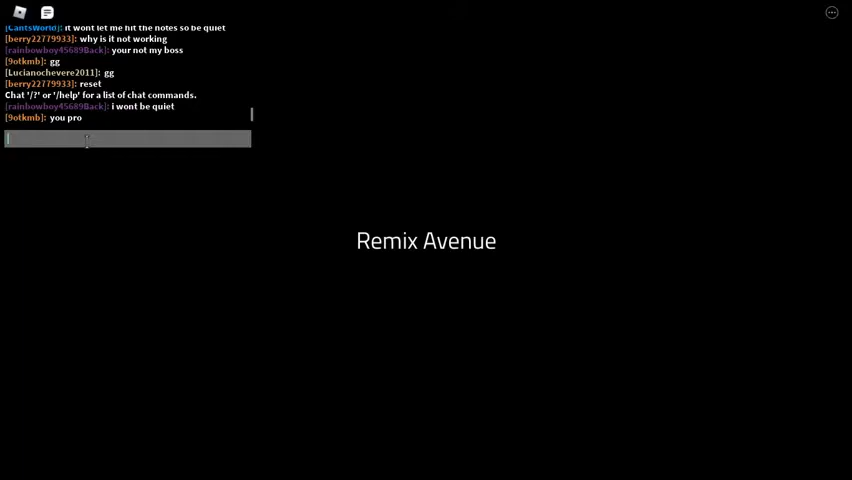 [CantsWorld]: it wont let me hit the notes so be quiet
[berry22779933]: why is it not working
[rainbowboy45689Back]: your not my boss
[9otkmb]: gg
[Lucianochevere2011]: gg
[berry22779933]: reset
Chat '/?' or '/help' for a list of chat commands.
[rainbowboy45689Back]: i wont be quiet
[9otkmb]: you pro
Remix Avenue